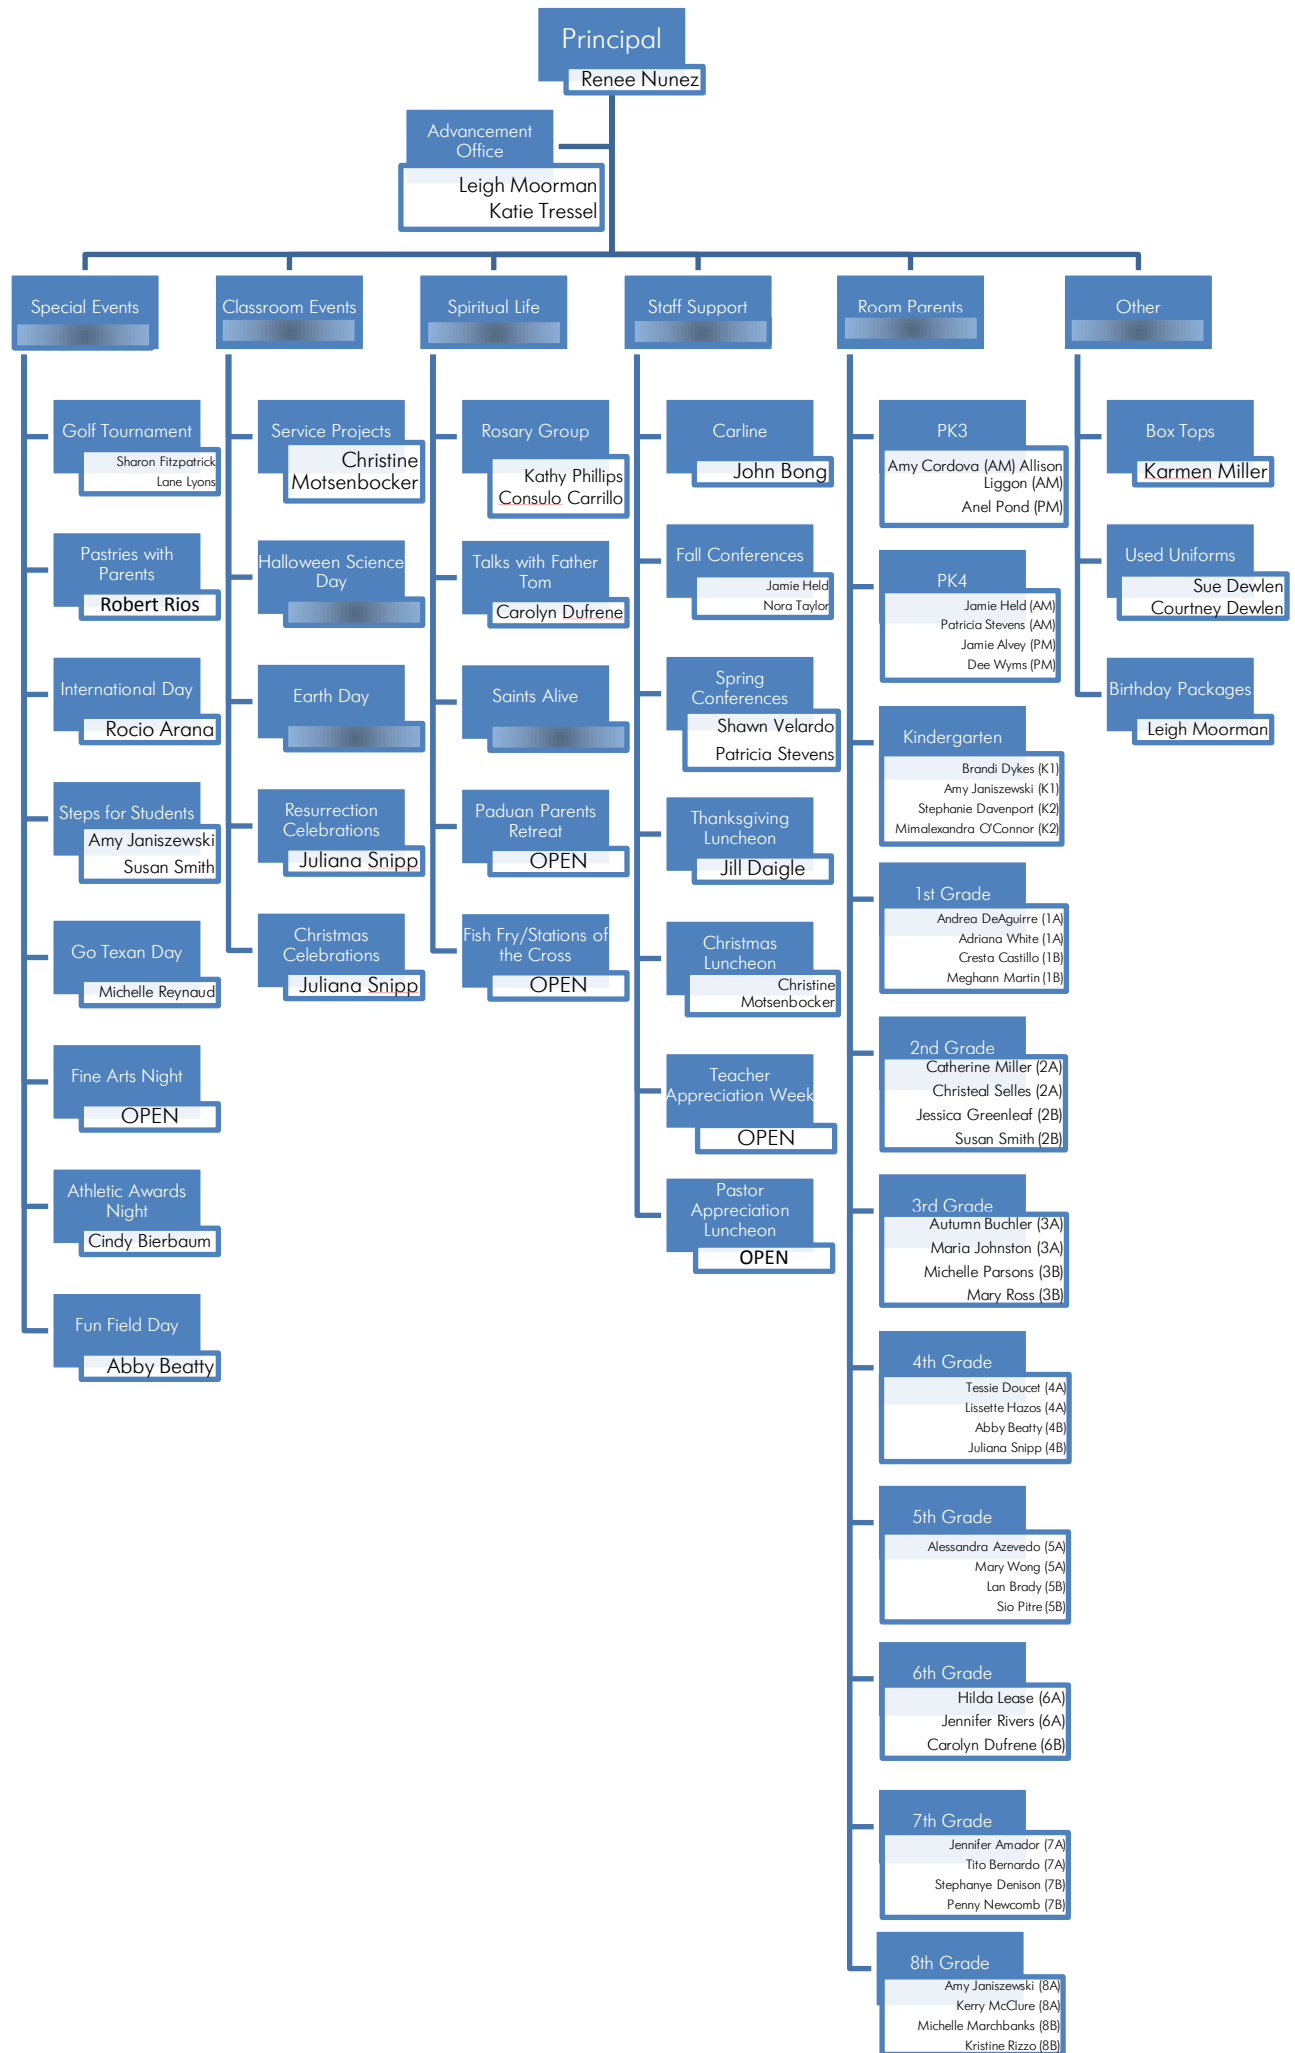 Principal
Renee Nunez
Advancement
Office
Leigh Moorman
Katie Tressel
Special Events
Golf Tournament
Sharon Fitzpatrick
Lane Lyons
Pastries with
Parents
Robert Rios
International Day
Rocio Arana
Steps for Students
Amy Janiszewski
Susan Smith
Go Texan Day
Michelle Reynaud
Fine Arts Night
OPEN
Athletic Awards
Night
Cindy Bierbaum
Fun Field Day
Abby Beatty
Classroom Events
Service Projects
Christine
Motsenbocker
Halloween Science
Day
Earth Day
Resurrection
Celebrations
Juliana Snipp
Christmas
Celebrations
Juliana Snipp
Spiritual Life
Rosary Group
Kathy Phillips
Consulo Carrillo
Talks with Father
Tom
Carolyn Dufrene
Saints Alive
Paduan Parents
Retreat
OPEN
Fish Fry/Stations of
the Cross
OPEN
Staff Support
Carline
John Bong
Fall Conferences
Jamie Held
Nora Taylor
Spring
Conferences
Shawn Velardo
Patricia Stevens
Thanksgiving
Luncheon
Jill Daigle
Christmas
Luncheon
Christine
Motsenbocker
Teacher
Appreciation Week
OPEN
Pastor
Appreciation
Luncheon
OPEN
Room Parents
PK3
Amy Cordova (AM) Allison
Liggon (AM)
Anel Pond (PM)
PK4
Jamie Held (AM)
Patricia Stevens (AM)
Jamie Alvey (PM)
Dee Wyms (PM)
Kindergarten
Brandi Dykes (K1)
Amy Janiszewski (K1)
Stephanie Davenport (K2)
Mimalexandra O'Connor (K2)
1st Grade
Andrea DeAguirre (1A)
Adriana White (1A)
Cresta Castillo (1B)
Meghann Martin (1B)
2nd Grade
Catherine Miller (2A)
Christeal Selles (2A)
Jessica Greenleaf (2B)
Susan Smith (2B)
3rd Grade
Autumn Buchler (3A)
Maria Johnston (3A)
Michelle Parsons (3B)
Mary Ross (3B)
4th Grade
Tessie Doucet (4A)
Lissette Hazos (4A)
Abby Beatty (4B)
Juliana Snipp (4B)
5th Grade
Alessandra Azevedo (5A)
Mary Wong (5A)
Lan Brady (5B)
Sio Pitre (5B)
6th Grade
Hilda Lease (6A)
Jennifer Rivers (6A)
Carolyn Dufrene (6B)
7th Grade
Jennifer Amador (7A)
Tito Bernardo (7A)
Stephanye Denison (7B)
Penny Newcomb (7B)
8th Grade
Amy Janiszewski (8A)
Kerry McClure (8A)
Michelle Marchbanks (8B)
Kristine Rizzo (8B)
Other
Box Tops
Karmen Miller
Used Uniforms
Sue Dewlen
Courtney Dewlen
Birthday Packages
Leigh Moorman